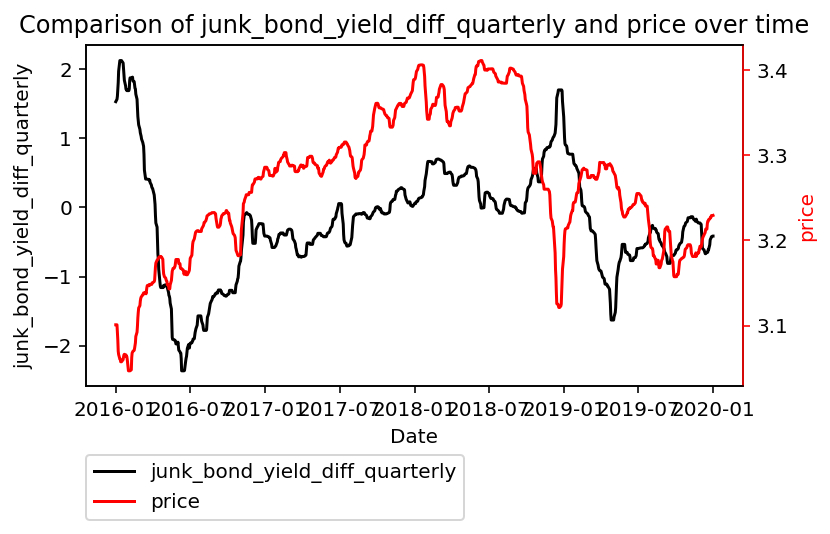 Comparison of junk_bond_yield_diff_quarterly and price over time
junk_bond_yield_diff_quarterly
2
1
0
−1
−2
3.4
3.3
3.2
3.1
price
2016-01 2016-07 2017-01 2017-07 2018-01 2018-07 2019-01 2019-07 2020-01
Date
junk_bond_yield_diff_quarterly
price